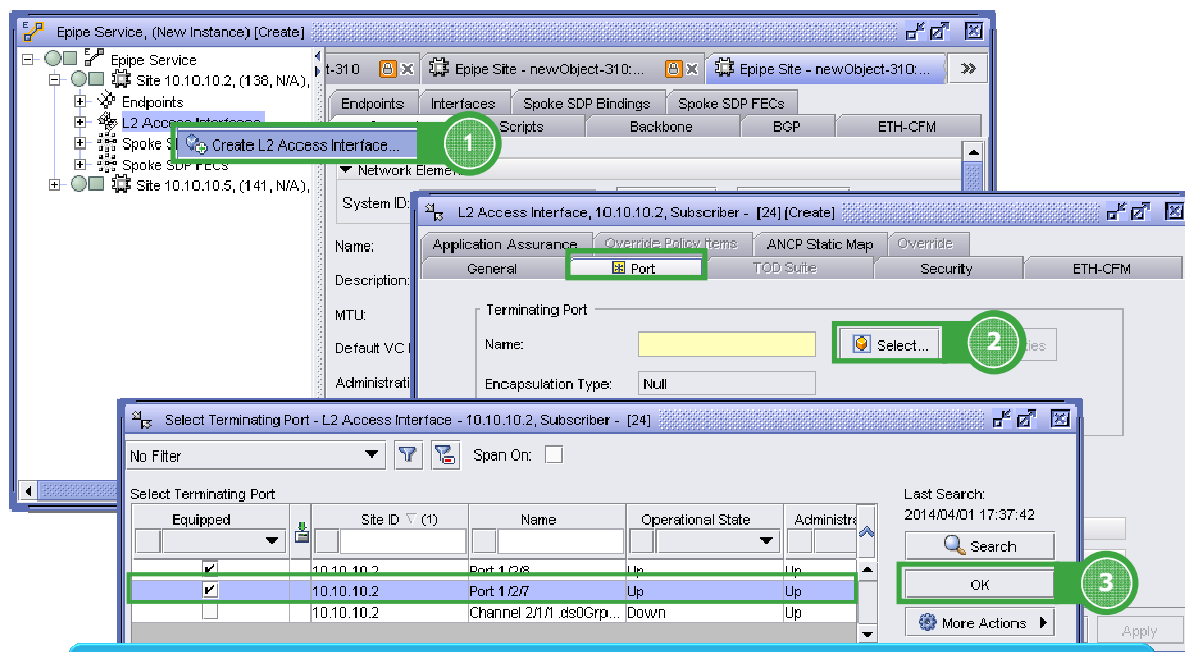 Epipe Service, (New Instance) [Create]
Epipe Service
Site 10.10.10.2, (138, N/A),
Endpoints
L2 Access Interfaces
Create L2 Access Interface...
1
Spoke
Spoke SDP FECs
Site 10.10.10.5, (141, N/A),
t-310
Epipe Site - newObject-310:...
Epipe Site - newObject-310:...
Endpoints
Interfaces
Spoke SDP Bindings
Spoke SDP FECs
Scripts
Backbone
BGP
ETH-CFM
Network Element
System ID:
Name:
Description:
MTU:
Default VC
Administrati
L2 Access Interface, 10.10.10.2, Subscriber - [24] [Create]
Application Assurance
Override Policy Items
ANCP Static Map
Override
General
Port
TOD Suite
Security
ETH-CFM
Terminating Port
Name:
Select...
2
ies
Encapsulation Type:
Null
Select Terminating Port - L2 Access Interface - 10.10.10.2, Subscriber - [24]
No Filter
Span On:
Select Terminating Port
Equipped
Site ID (1)
Name
Operational State
Administra
10.10.10.2
Port 1/2/6
Up
Up
10.10.10.2
Port 1/2/7
Up
Up
10.10.10.2
Channel 2/1/1.ds0Grp...
Down
Up
Last Search:
2014/04/01 17:37:42
Search
OK
3
More Actions
Apply